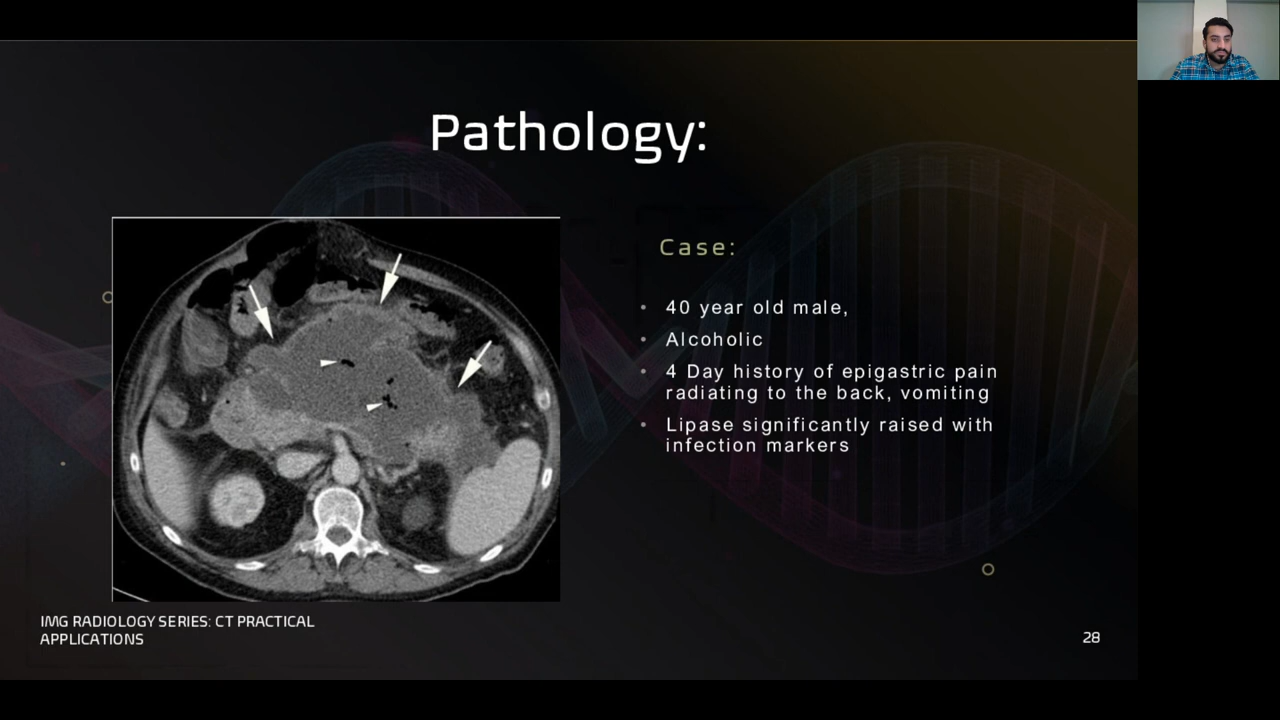 Pathology:
Case:
• 40 year old male,
• Alcoholic
• 4 Day history of epigastric pain
radiating to the back, vomiting
• Lipase significantly raised with
infection markers
IMG RADIOLOGY SERIES: CT PRACTICAL
APPLICATIONS
28